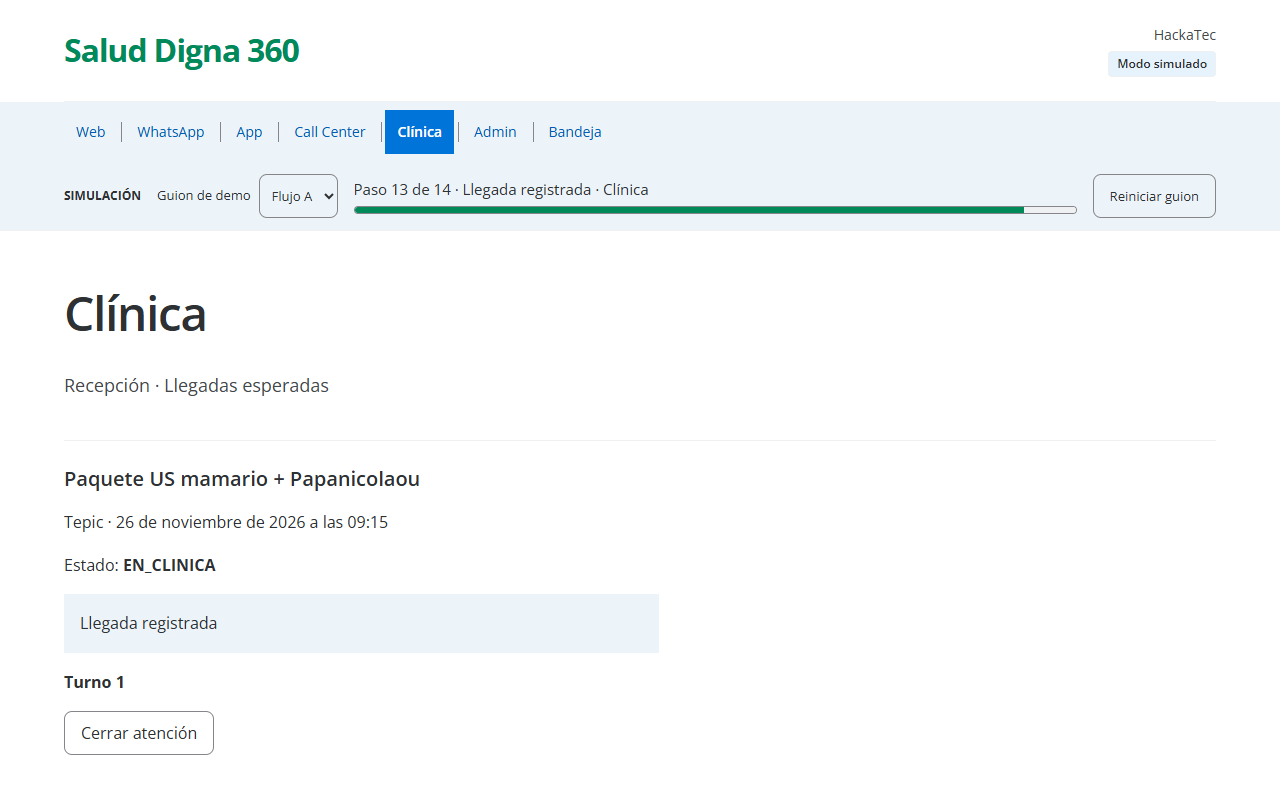 Salud Digna 360
HackaTec
Modo simulado
Web
WhatsApp
App
Call Center
Clínica
Admin
Bandeja
SIMULACIÓN
Guion de demo
Flujo A
Paso 13 de 14 · Llegada registrada · Clínica
Reiniciar guion
Clínica
Recepción · Llegadas esperadas
Paquete US mamario + Papanicolaou
Tepic · 26 de noviembre de 2026 a las 09:15
Estado: EN_CLINICA
Llegada registrada
Turno 1
Cerrar atención